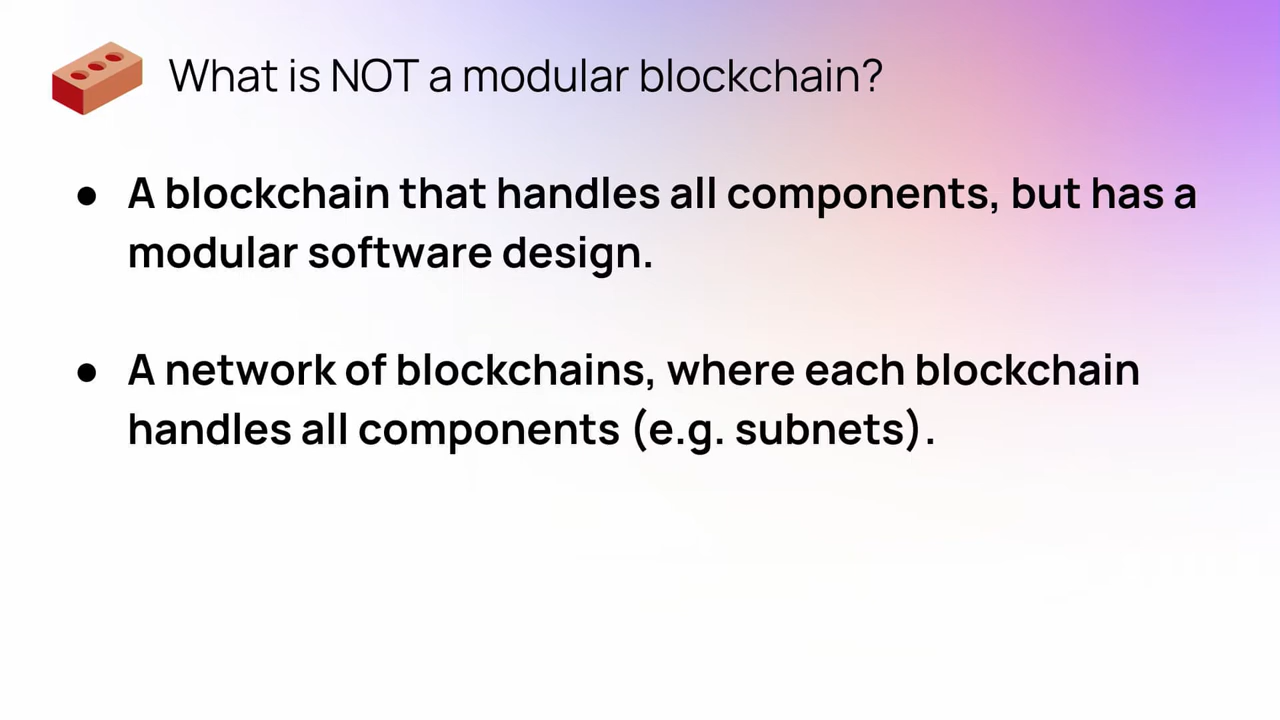 What is NOT a modular blockchain?
● A blockchain that handles all components, but has a
modular software design.
● A network of blockchains, where each blockchain
handles all components (e.g. subnets).